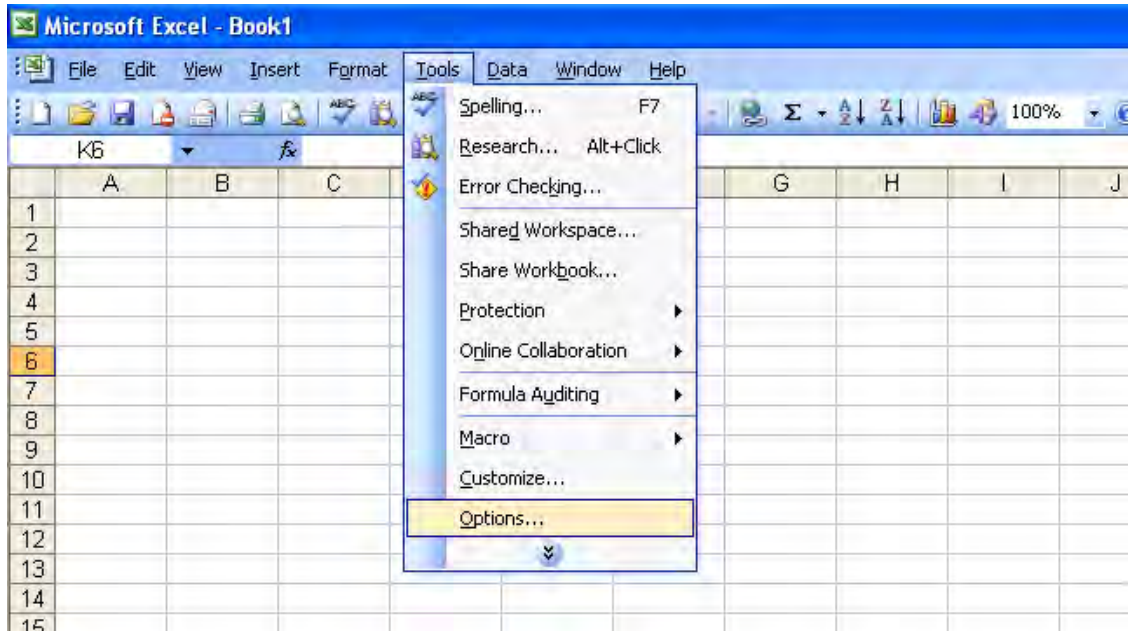 Microsoft Excel - Book1
File Edit View Insert Format Tools Data Window Help
100%
K6 fx
A B C G H I J
1
2
3
4
5
6
7
8
9
10
11
12
13
14
15
ABC Spelling... F7
Research... Alt+Click
Error Checking...
Shared Workspace...
Share Workbook...
Protection
Online Collaboration
Formula Auditing
Macro
Customize...
Options...